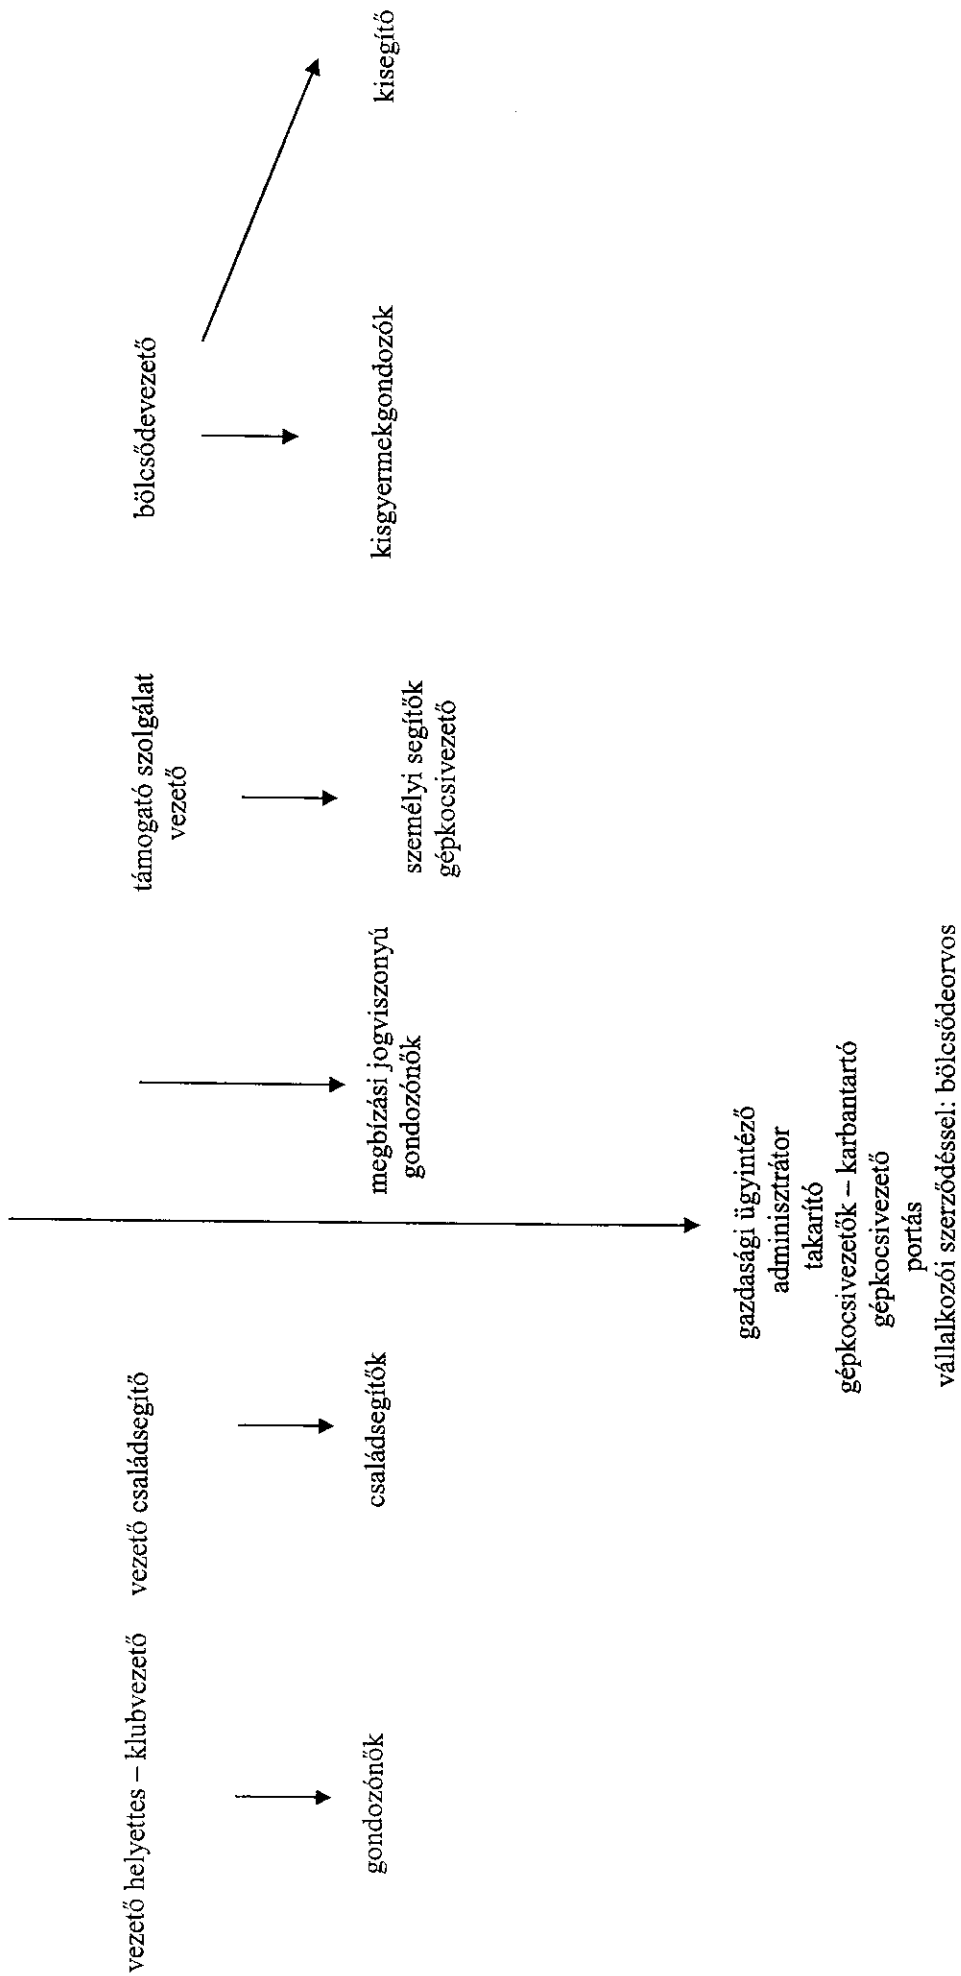 vezető helyettes – klubvezető
vezető családsegítő
támogató szolgálat
vezető
bölcsődevezető
gondozónők
családsegítők
megbízási jogviszonyú
gondozónők
személyi segítők
gépkocsivezető
kisgyermekgondozók
kisegítő
gazdasági ügyintéző
adminisztrátor
takarító
gépkocsivezetők – karbantartó
gépkocsivezető
portás
vállalkozói szerződéssel: bölcsődeorvos